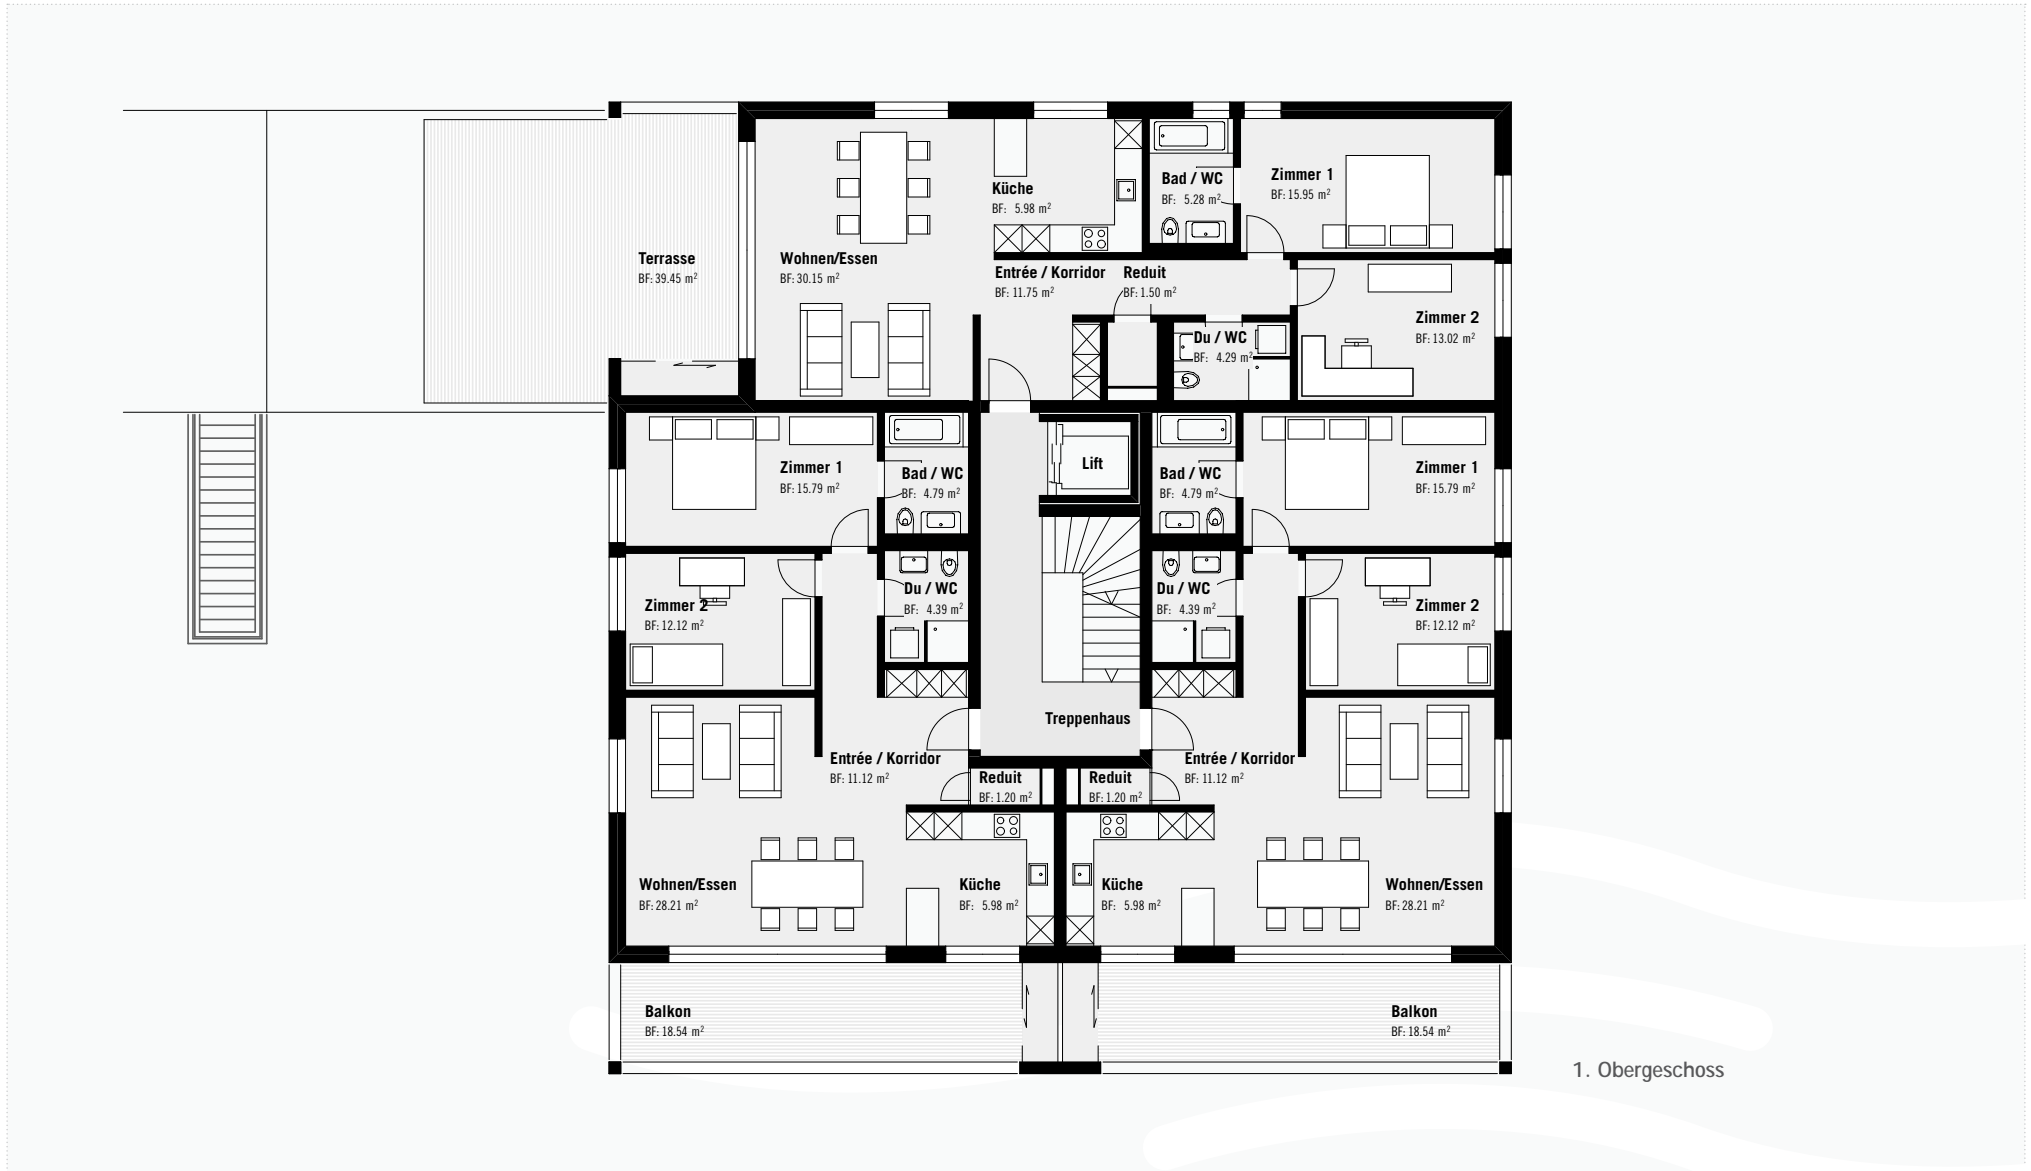 Küche
BF: 5.98 m²
Bad / WC
BF: 5.28 m²
Zimmer 1
BF: 15.95 m²
Terrasse
BF: 39.45 m²
Wohnen/Essen
BF: 30.15 m²
Entrée / Korridor
BF: 11.75 m²
Reduit
BF: 1.50 m²
Du / WC
BF: 4.29 m²
Zimmer 2
BF: 13.02 m²
Zimmer 1
BF: 15.79 m²
Bad / WC
BF: 4.79 m²
Lift
Bad / WC
BF: 4.79 m²
Zimmer 1
BF: 15.79 m²
Zimmer 2
BF: 12.12 m²
Du / WC
BF: 4.39 m²
Du / WC
BF: 4.39 m²
Zimmer 2
BF: 12.12 m²
Treppenhaus
Entrée / Korridor
BF: 11.12 m²
Reduit
BF: 1.20 m²
Reduit
BF: 1.20 m²
Entrée / Korridor
BF: 11.12 m²
Wohnen/Essen
BF: 28.21 m²
Küche
BF: 5.98 m²
Küche
BF: 5.98 m²
Wohnen/Essen
BF: 28.21 m²
Balkon
BF: 18.54 m²
Balkon
BF: 18.54 m²
1. Obergeschoss